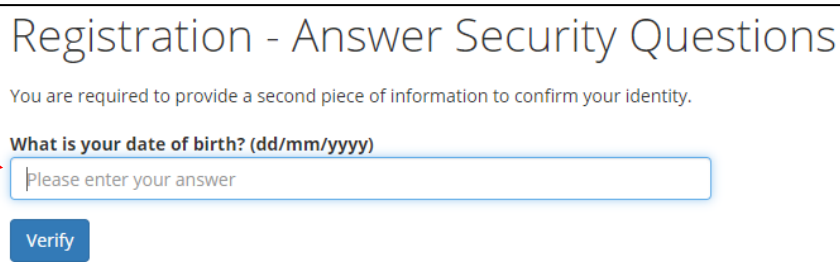 Registration - Answer Security Questions
You are required to provide a second piece of information to confirm your identity.
What is your date of birth? (dd/mm/yyyy)
Please enter your answer
Verify